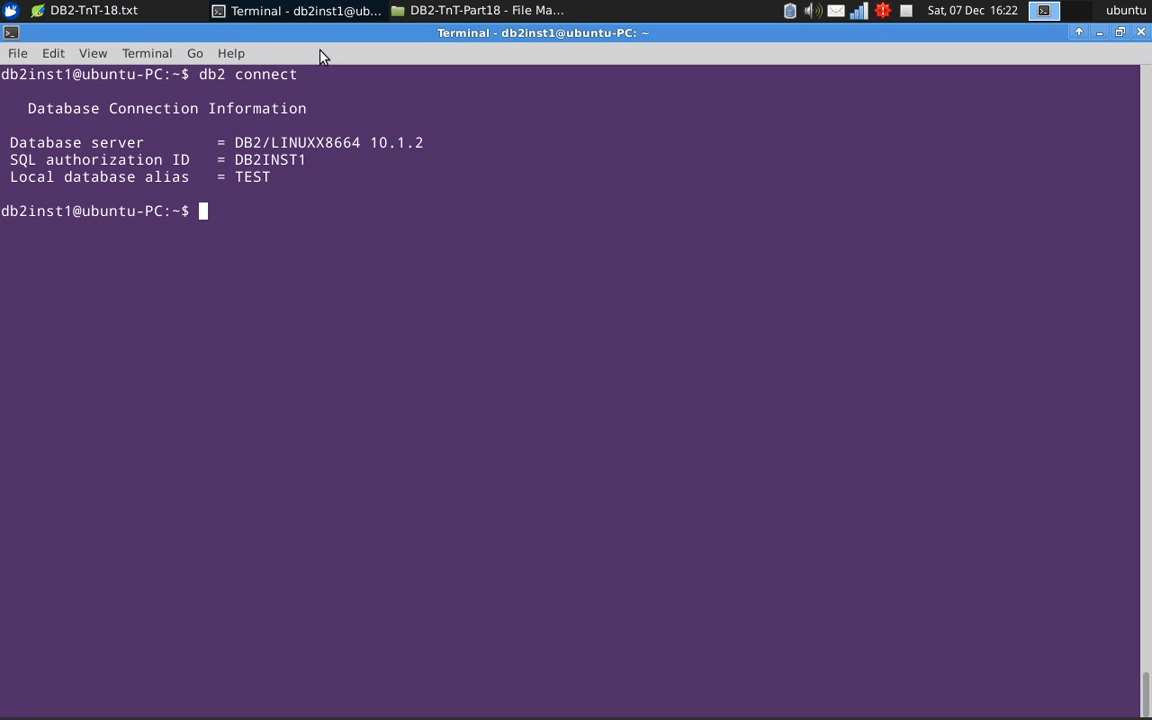 DB2-TnT-18.txt
Terminal - db2inst1@ub...
DB2-TnT-Part18 - File Ma...
Sat, 07 Dec 16:22
ubuntu
Terminal - db2inst1@ubuntu-PC: ~
File Edit View Terminal Go Help
db2inst1@ubuntu-PC:~$ db2 connect
Database Connection Information
Database server = DB2/LINUXX8664 10.1.2
SQL authorization ID = DB2INST1
Local database alias = TEST
db2inst1@ubuntu-PC:~$